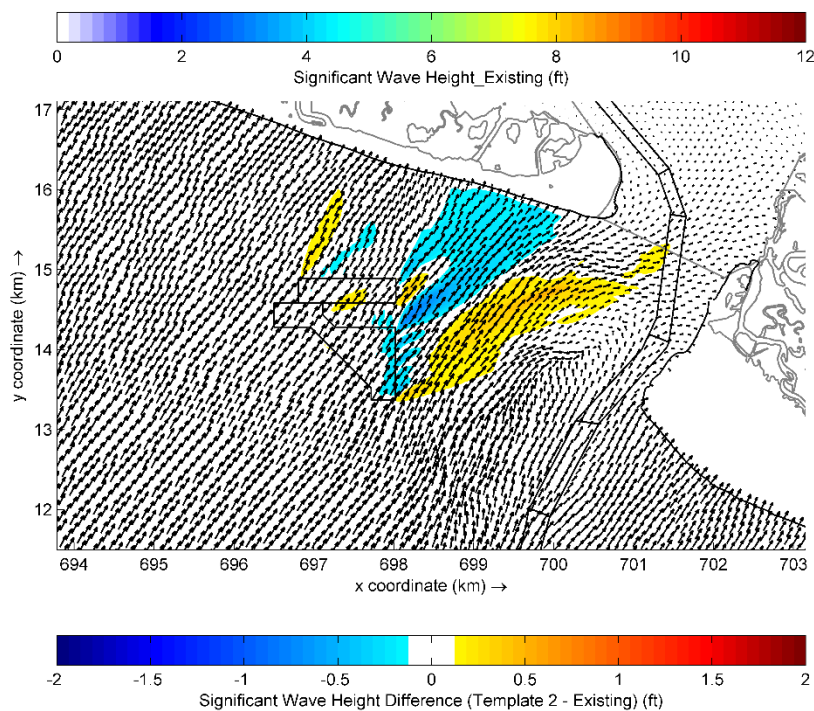 0 2 4 6 8 10 12
Significant Wave Height_Existing (ft)
17
16
15
14
13
12
y coordinate (km) →
694 695 696 697 698 699 700 701 702 703
x coordinate (km) →
-2 -1.5 -1 -0.5 0 0.5 1 1.5 2
Significant Wave Height Difference (Template 2 - Existing) (ft)